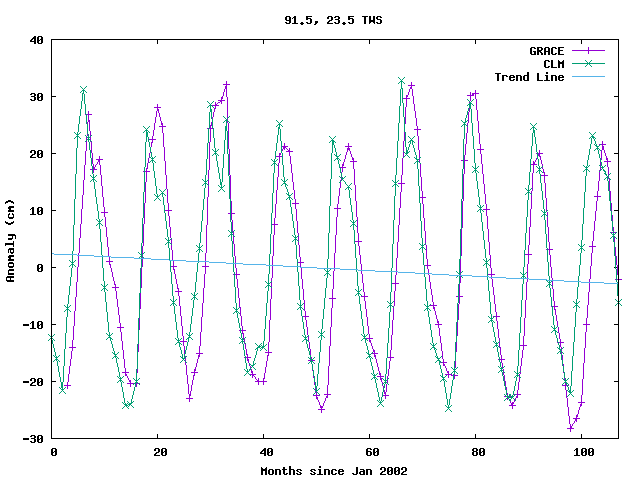 91.5, 23.5 TWS
GRACE
CLM
Trend Line
40
30
20
10
0
-10
-20
-30
Anomaly (cm)
0 20 40 60 80 100
Months since Jan 2002